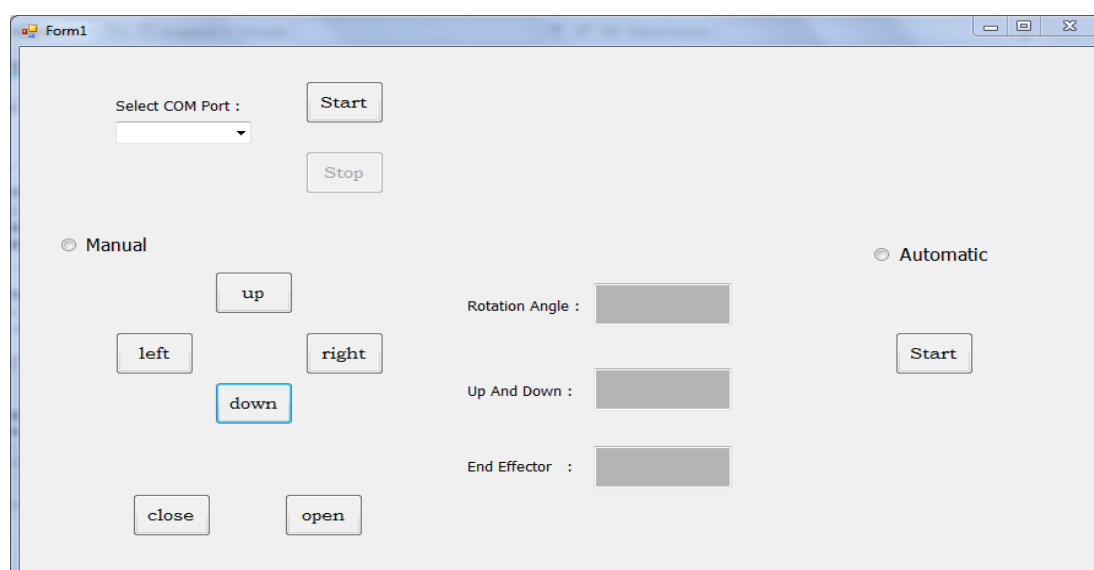 Form1
Select COM Port :
Start
Stop
Manual
Automatic
up
Rotation Angle :
left
right
Start
down
Up And Down :
End Effector :
close
open